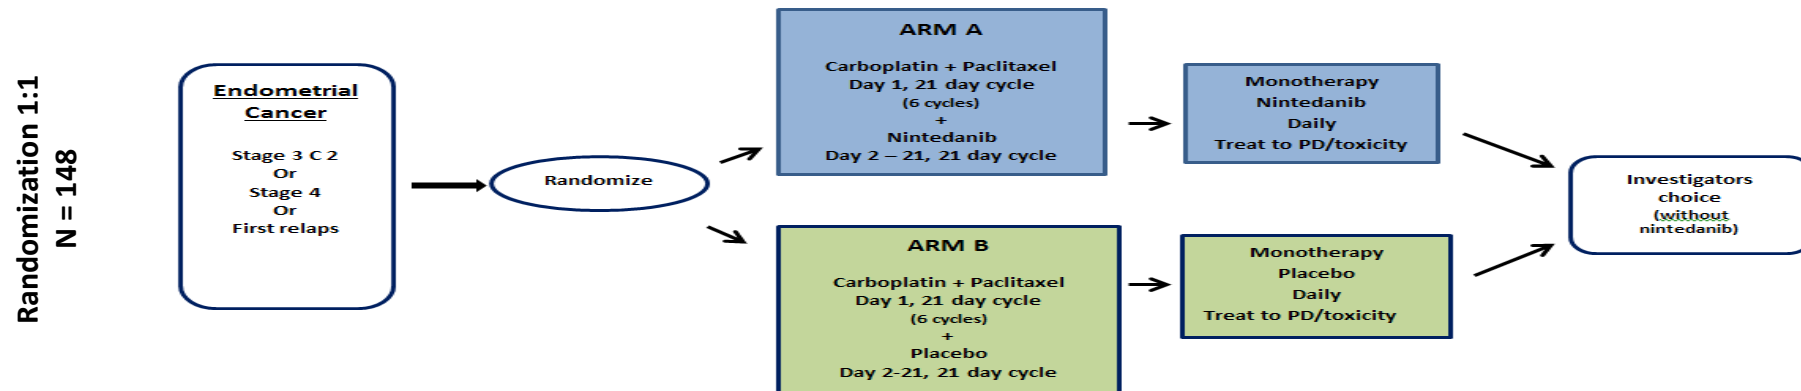 Randomization 1:1
N = 148
Endometrial
Cancer
Stage 3 C 2
Or
Stage 4
Or
First relaps
Randomize
ARM A
Carboplatin + Paclitaxel
Day 1, 21 day cycle
(6 cycles)
+
Nintedanib
Day 2 – 21, 21 day cycle
Monotherapy
Nintedanib
Daily
Treat to PD/toxicity
ARM B
Carboplatin + Paclitaxel
Day 1, 21 day cycle
(6 cycles)
+
Placebo
Day 2-21, 21 day cycle
Monotherapy
Placebo
Daily
Treat to PD/toxicity
Investigators
choice
(without
nintedanib)